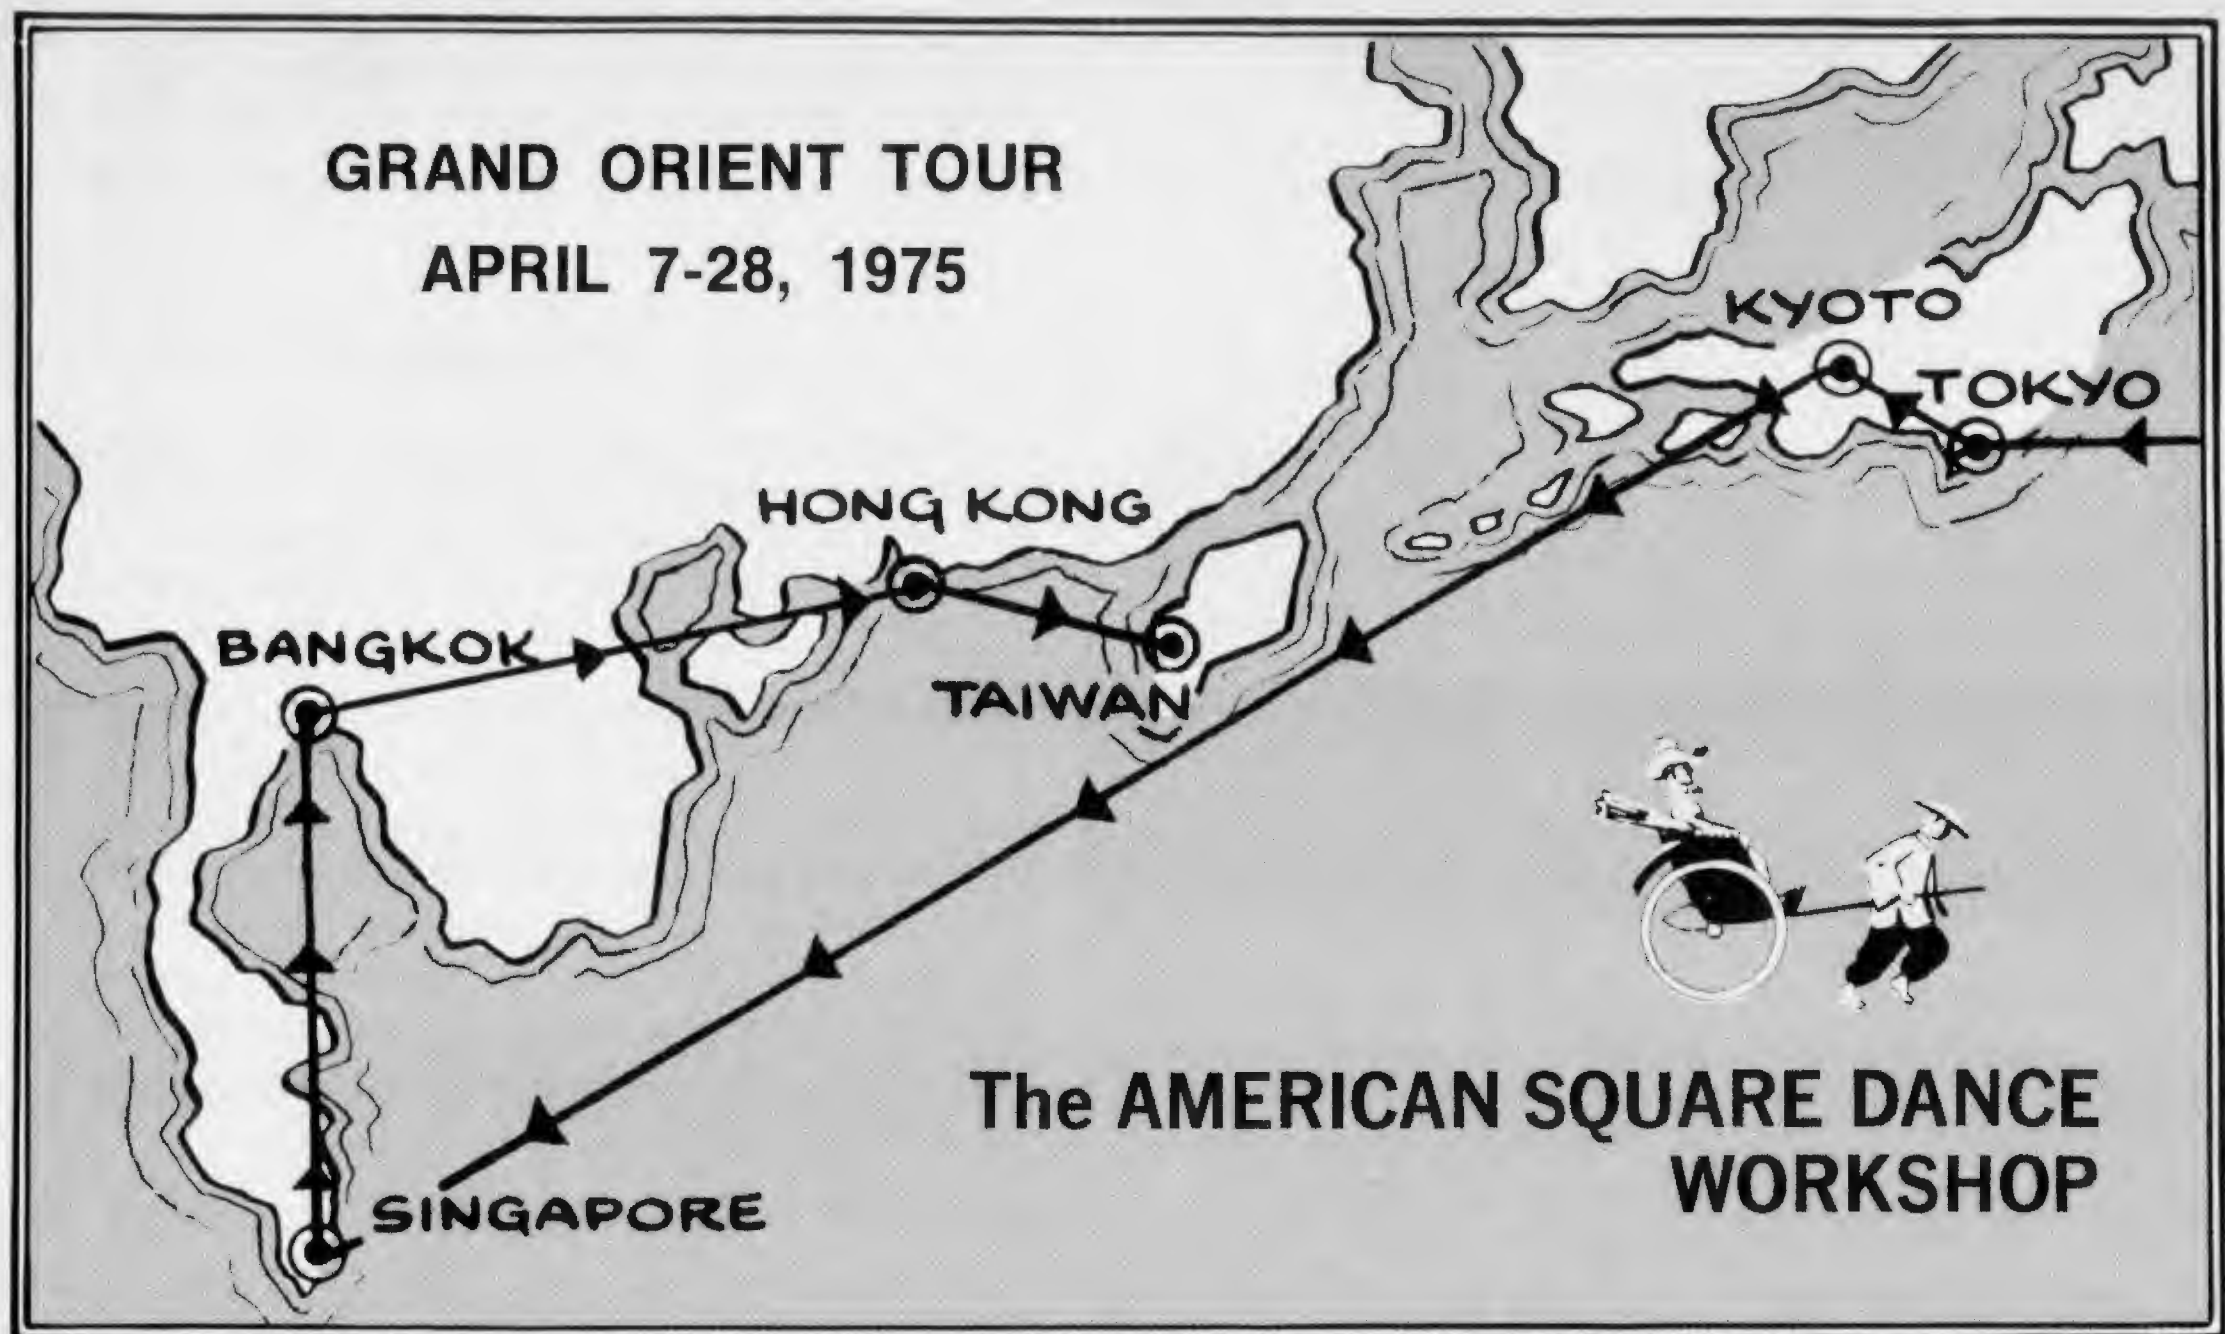 GRAND ORIENT TOUR
APRIL 7-28, 1975
KYOTO
TOKYO
HONG KONG
BANGKOK
TAIWAN
SINGAPORE
The AMERICAN SQUARE DANCE
WORKSHOP